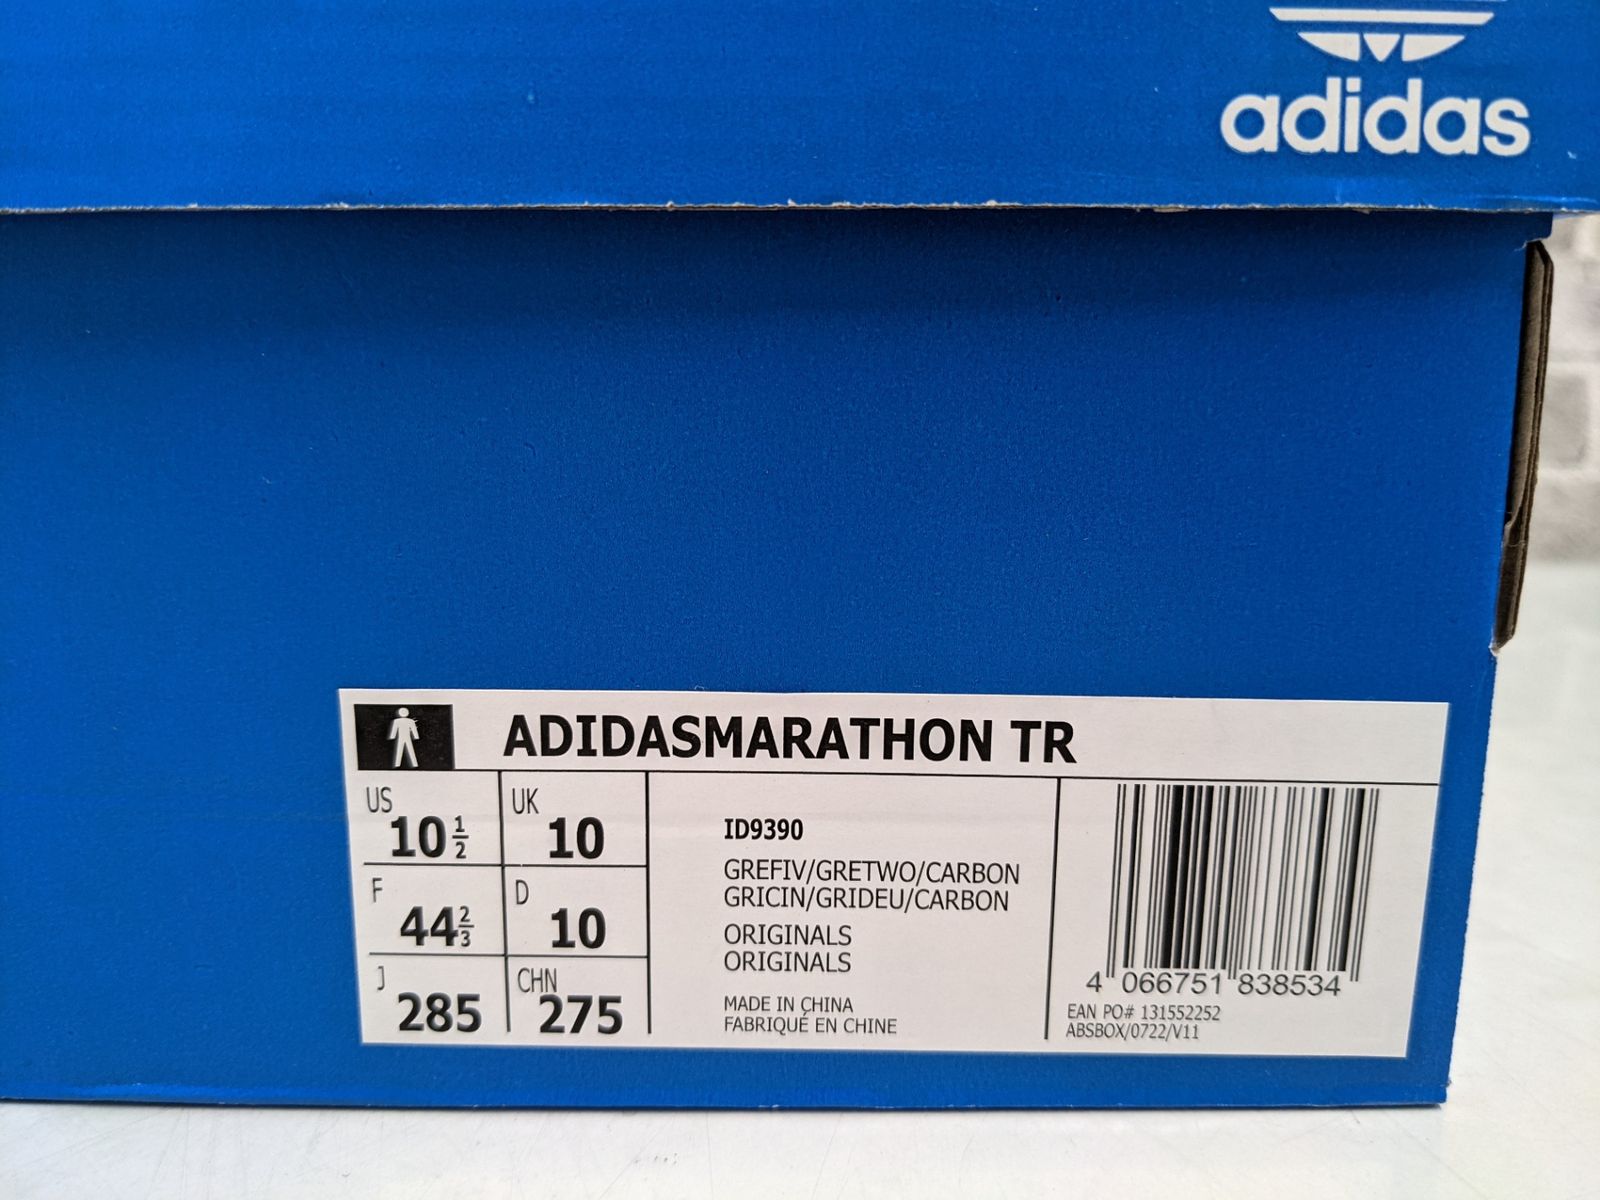 adidas
ADIDASMARATHON TR
US
10 1/2
UK
10
F
44 2/3
D
10
J
285
CHN
275
ID9390
GREFIV/GRETWO/CARBON
GRICIN/GRIDEU/CARBON
ORIGINALS
ORIGINALS
MADE IN CHINA
FABRIQUÉ EN CHINE
4 066751 838534
EAN PO# 131552252
ABSBOX/0722/V11